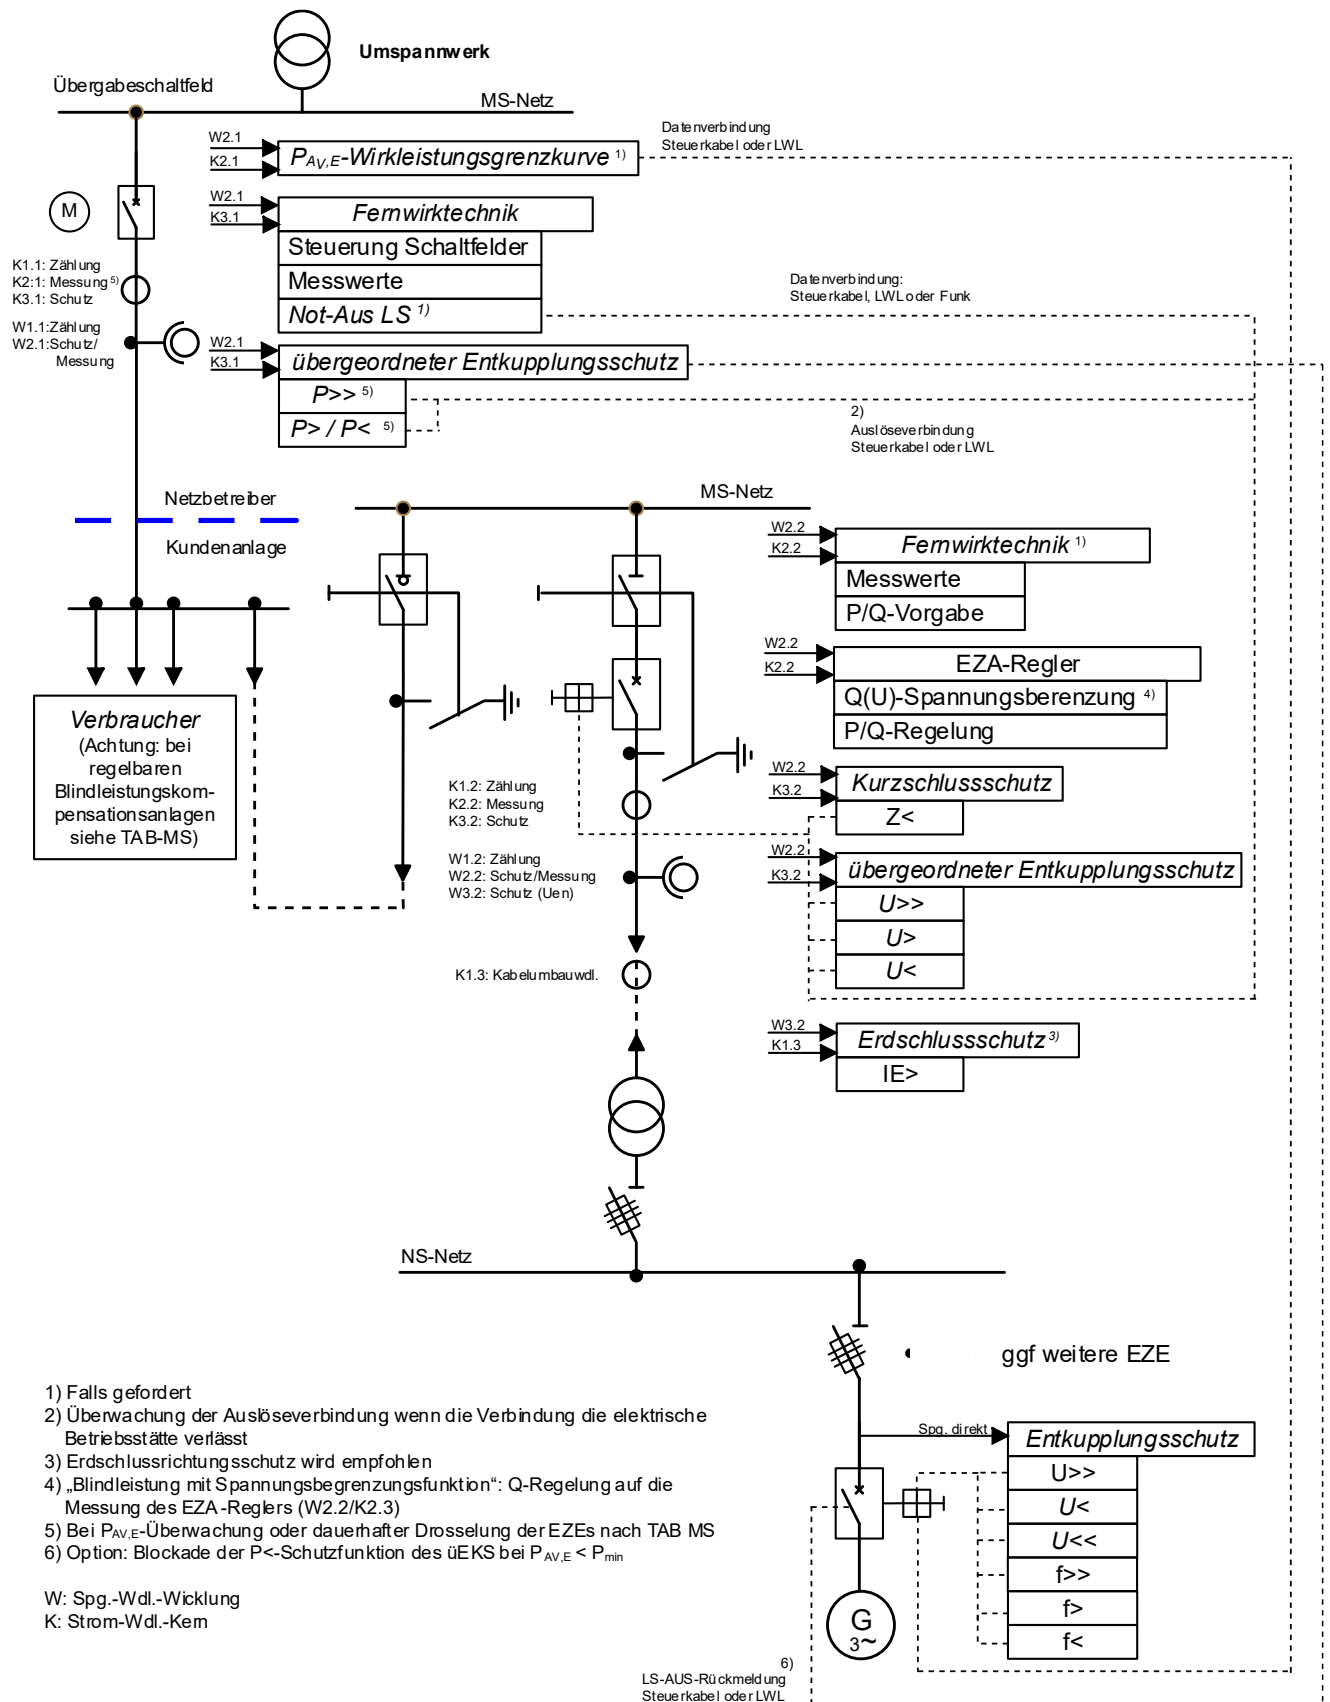 Umspannwerk
Übergabeschaltfeld
MS-Netz
Datenverbindung
Steuerkabel oder LWL
W2.1
K2.1
PAV,E-Wirkleistungsgrenzkurve 1)
M
W2.1
K3.1
Fernwirktechnik
Steuerung Schaltfelder
Messwerte
Not-Aus LS 1)
Datenverbindung:
Steuerkabel, LWL oder Funk
K1.1: Zählung
K2:1: Messung 5)
K3.1: Schutz
W1.1:Zählung
W2.1:Schutz/
Messung
W2.1
K3.1
übergeordneter Entkupplungsschutz
P>> 5)
P> / P< 5)
2)
Auslöseverbindung
Steuerkabel oder LWL
Netzbetreiber
Kundenanlage
MS-Netz
W2.2
K2.2
Fernwirktechnik 1)
Messwerte
P/Q-Vorgabe
W2.2
K2.2
EZA-Regler
Q(U)-Spannungsberenzung 4)
P/Q-Regelung
Verbraucher
(Achtung: bei
regelbaren
Blindleistungskom-
pensationsanlagen
siehe TAB-MS)
K1.2: Zählung
K2.2: Messung
K3.2: Schutz
W2.2
K3.2
Kurzschlussschutz
Z<
W1.2: Zählung
W2.2: Schutz/Messung
W3.2: Schutz (Uen)
W2.2
K3.2
übergeordneter Entkupplungsschutz
U>>
U>
U<
K1.3: Kabelumbauwdl.
W3.2
K1.3
Erdschlussschutz 3)
IE>
NS-Netz
ggf weitere EZE
1) Falls gefordert
2) Überwachung der Auslöseverbindung wenn die Verbindung die elektrische
Betriebsstätte verlässt
3) Erdschlussrichtungsschutz wird empfohlen
4) „Blindleistung mit Spannungsbegrenzungsfunktion“: Q-Regelung auf die
Messung des EZA-Reglers (W2.2/K2.3)
5) Bei PAV,E-Überwachung oder dauerhafter Drosselung der EZEs nach TAB MS
6) Option: Blockade der P<-Schutzfunktion des üEKS bei PAV,E < Pmin
W: Spg.-Wdl.-Wicklung
K: Strom-Wdl.-Kern
Spg. direkt
Entkupplungsschutz
U>>
U<
U<<
f>>
f>
f<
G
3~
6)
LS-AUS-Rückmeldung
Steuerkabel oder LWL